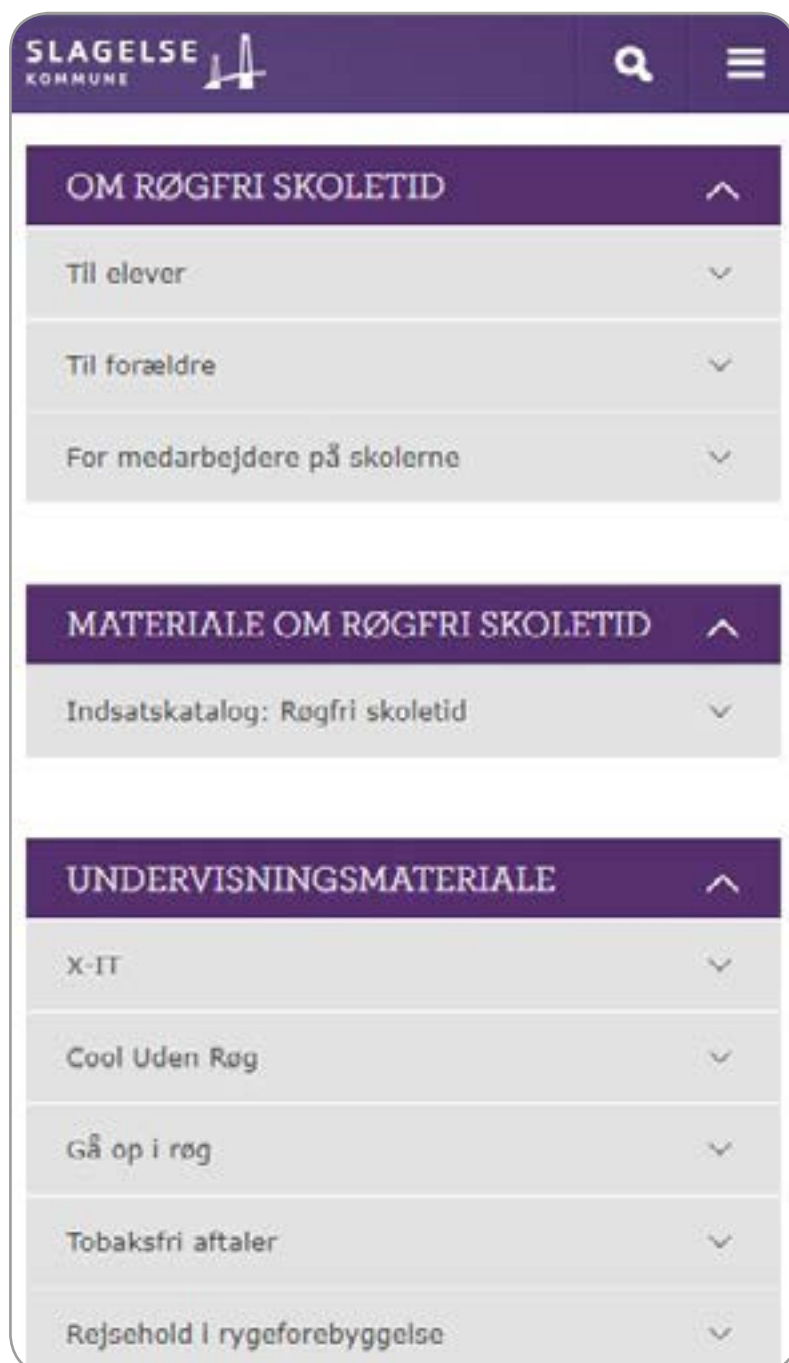 SLAGELSE
KOMMUNE
OM RØGFRI SKOLETID
Til elever
Til forældre
For medarbejdere på skolerne
MATERIALE OM RØGFRI SKOLETID
Indsatskatalog: Røgfri skoletid
UNDERVISNINGSMATERIALE
X-IT
Cool Uden Røg
Gå op i røg
Tobaksfri aftaler
Rejsehold i rygeforebyggelse